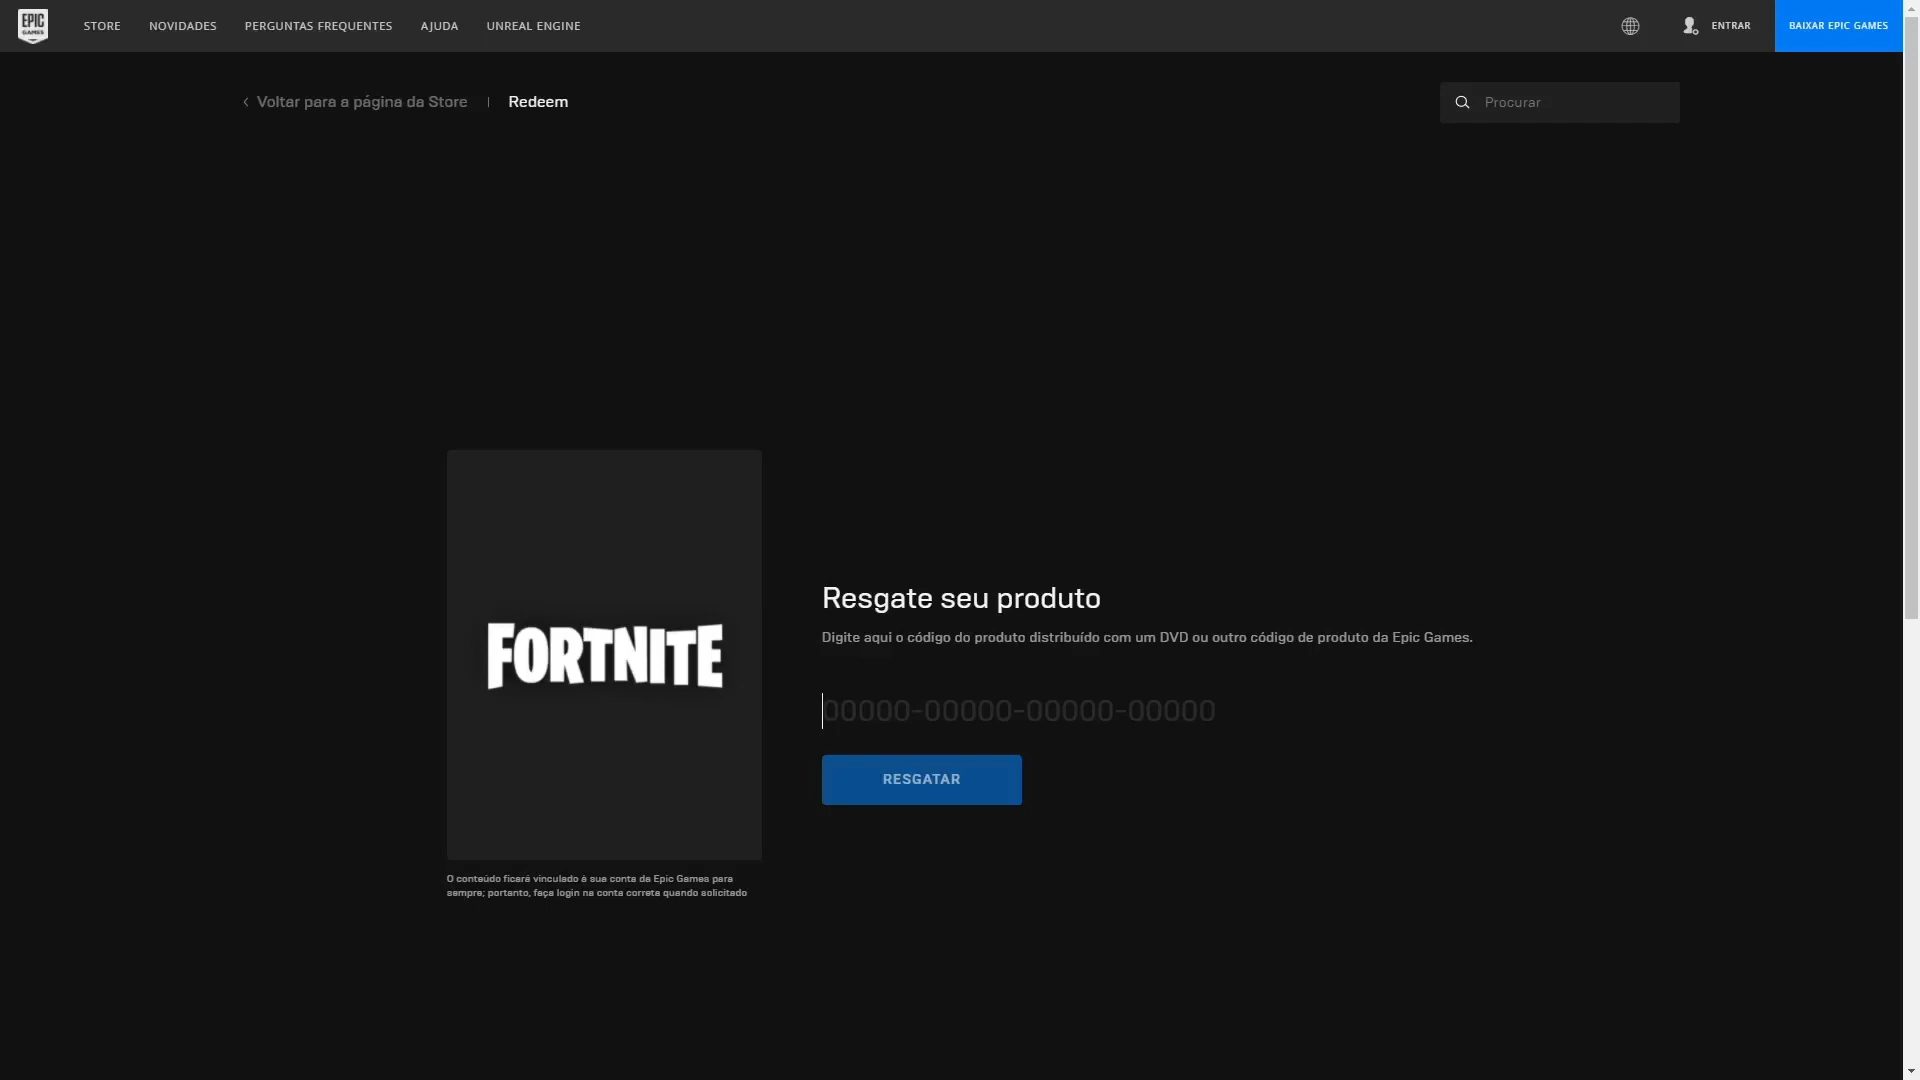 EPIC GAMES
STORE
NOVIDADES
PERGUNTAS FREQUENTES
AJUDA
UNREAL ENGINE
ENTRAR
BAIXAR EPIC GAMES
Voltar para a página da Store
Redeem
Procurar
FORTNITE
O conteúdo ficará vinculado à sua conta da Epic Games para
sempre; portanto, faça login na conta correta quando solicitado
Resgate seu produto
Digite aqui o código do produto distribuído com um DVD ou outro código de produto da Epic Games.
00000-00000-00000-00000
RESGATAR